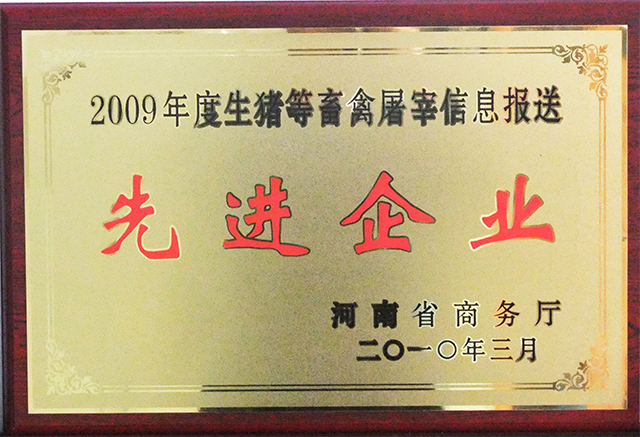 2009年度生猪等畜禽屠宰信息报送
先进企业
河南省商务厅
二〇一〇年三月